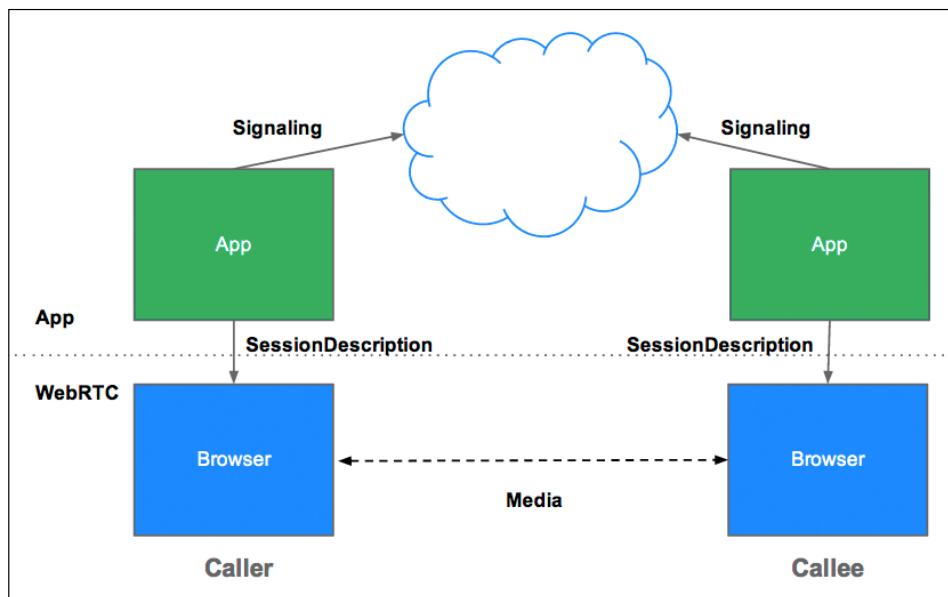 Signaling
Signaling
App
App
App
SessionDescription
SessionDescription
WebRTC
Browser
Browser
Media
Caller
Callee